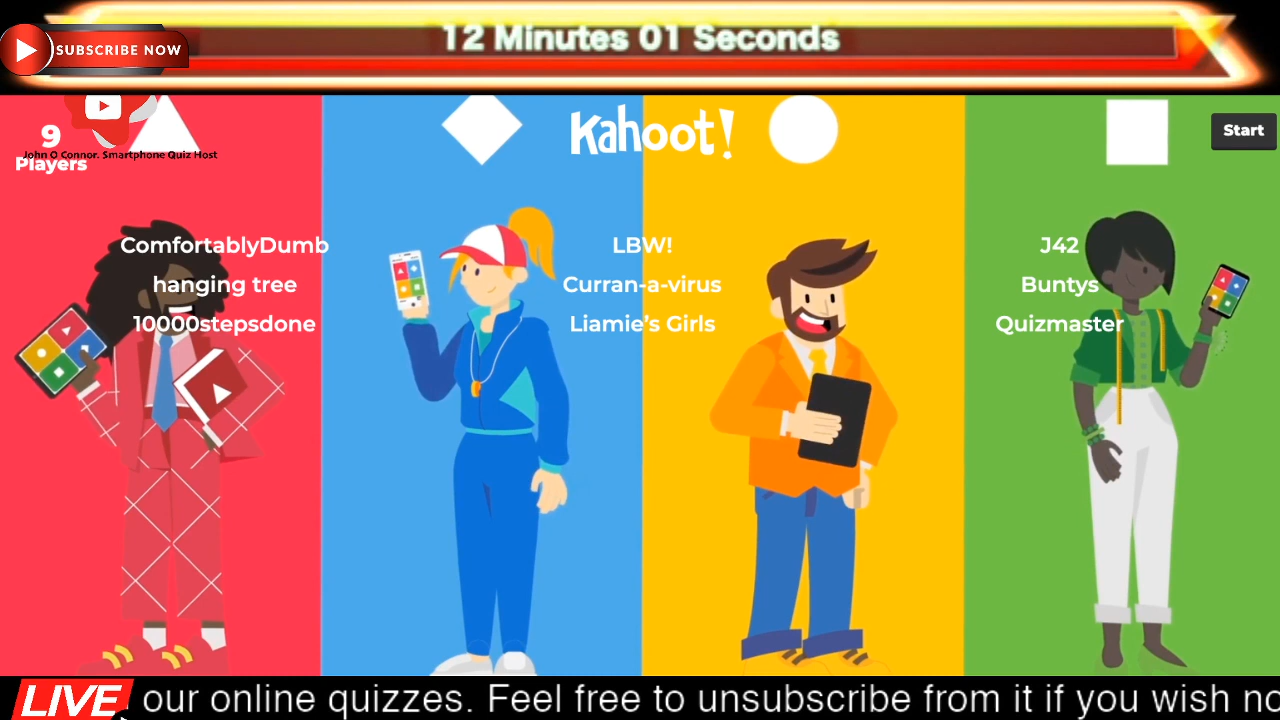 12 Minutes 01 Seconds
SUBSCRIBE NOW
Kahoot!
Start
9
John O Connor. Smartphone Quiz Host
Players
ComfortablyDumb
LBW!
J42
hanging tree
Curran-a-virus
Buntys
10000stepsdone
Liamie’s Girls
Quizmaster
LIVE
our online quizzes. Feel free to unsubscribe from it if you wish